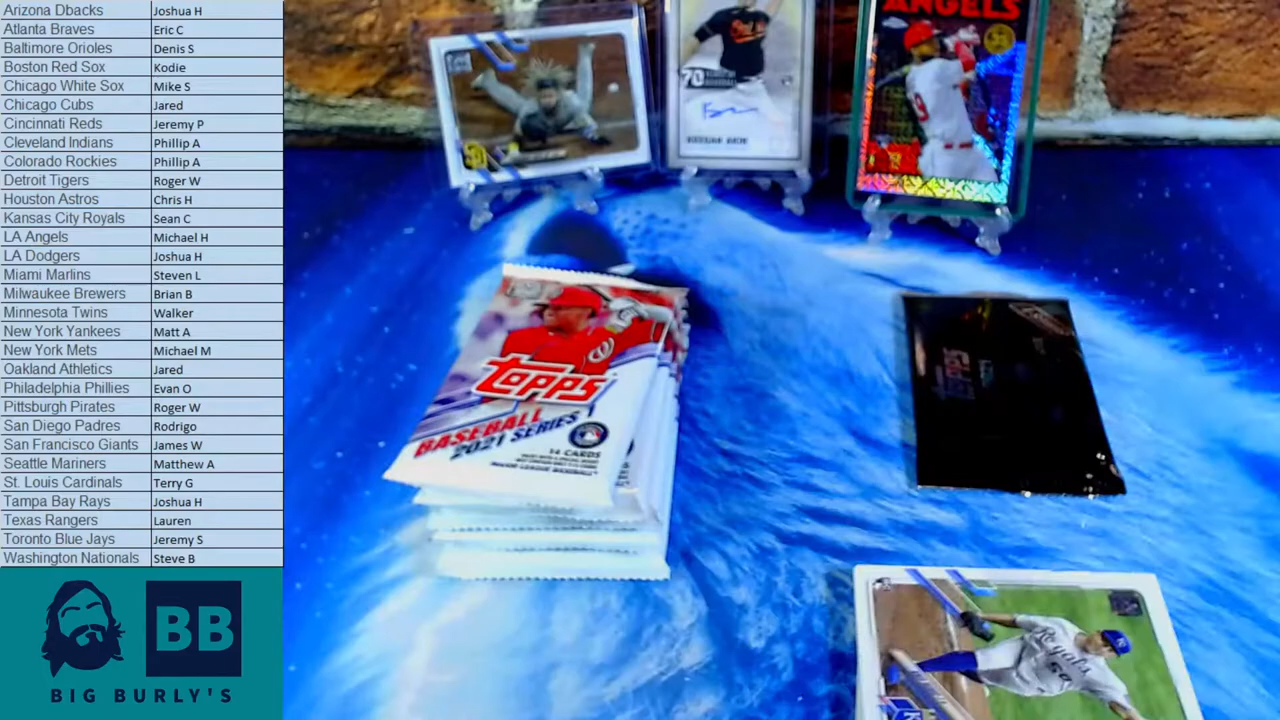 Arizona Dbacks Joshua H
Atlanta Braves Eric C
Baltimore Orioles Denis S
Boston Red Sox Kodie
Chicago White Sox Mike S
Chicago Cubs Jared
Cincinnati Reds Jeremy P
Cleveland Indians Phillip A
Colorado Rockies Phillip A
Detroit Tigers Roger W
Houston Astros Chris H
Kansas City Royals Sean C
LA Angels Michael H
LA Dodgers Joshua H
Miami Marlins Steven L
Milwaukee Brewers Brian B
Minnesota Twins Walker
New York Yankees Matt A
New York Mets Michael M
Oakland Athletics Jared
Philadelphia Phillies Evan O
Pittsburgh Pirates Roger W
San Diego Padres Rodrigo
San Francisco Giants James W
Seattle Mariners Matthew A
St. Louis Cardinals Terry G
Tampa Bay Rays Joshua H
Texas Rangers Lauren
Toronto Blue Jays Jeremy S
Washington Nationals Steve B
BB
BIG BURLY'S
ANGELS
70
TOPPS
BASEBALL
2021 SERIES 1
14 CARDS
MAJOR LEAGUE BASEBALL
Royals